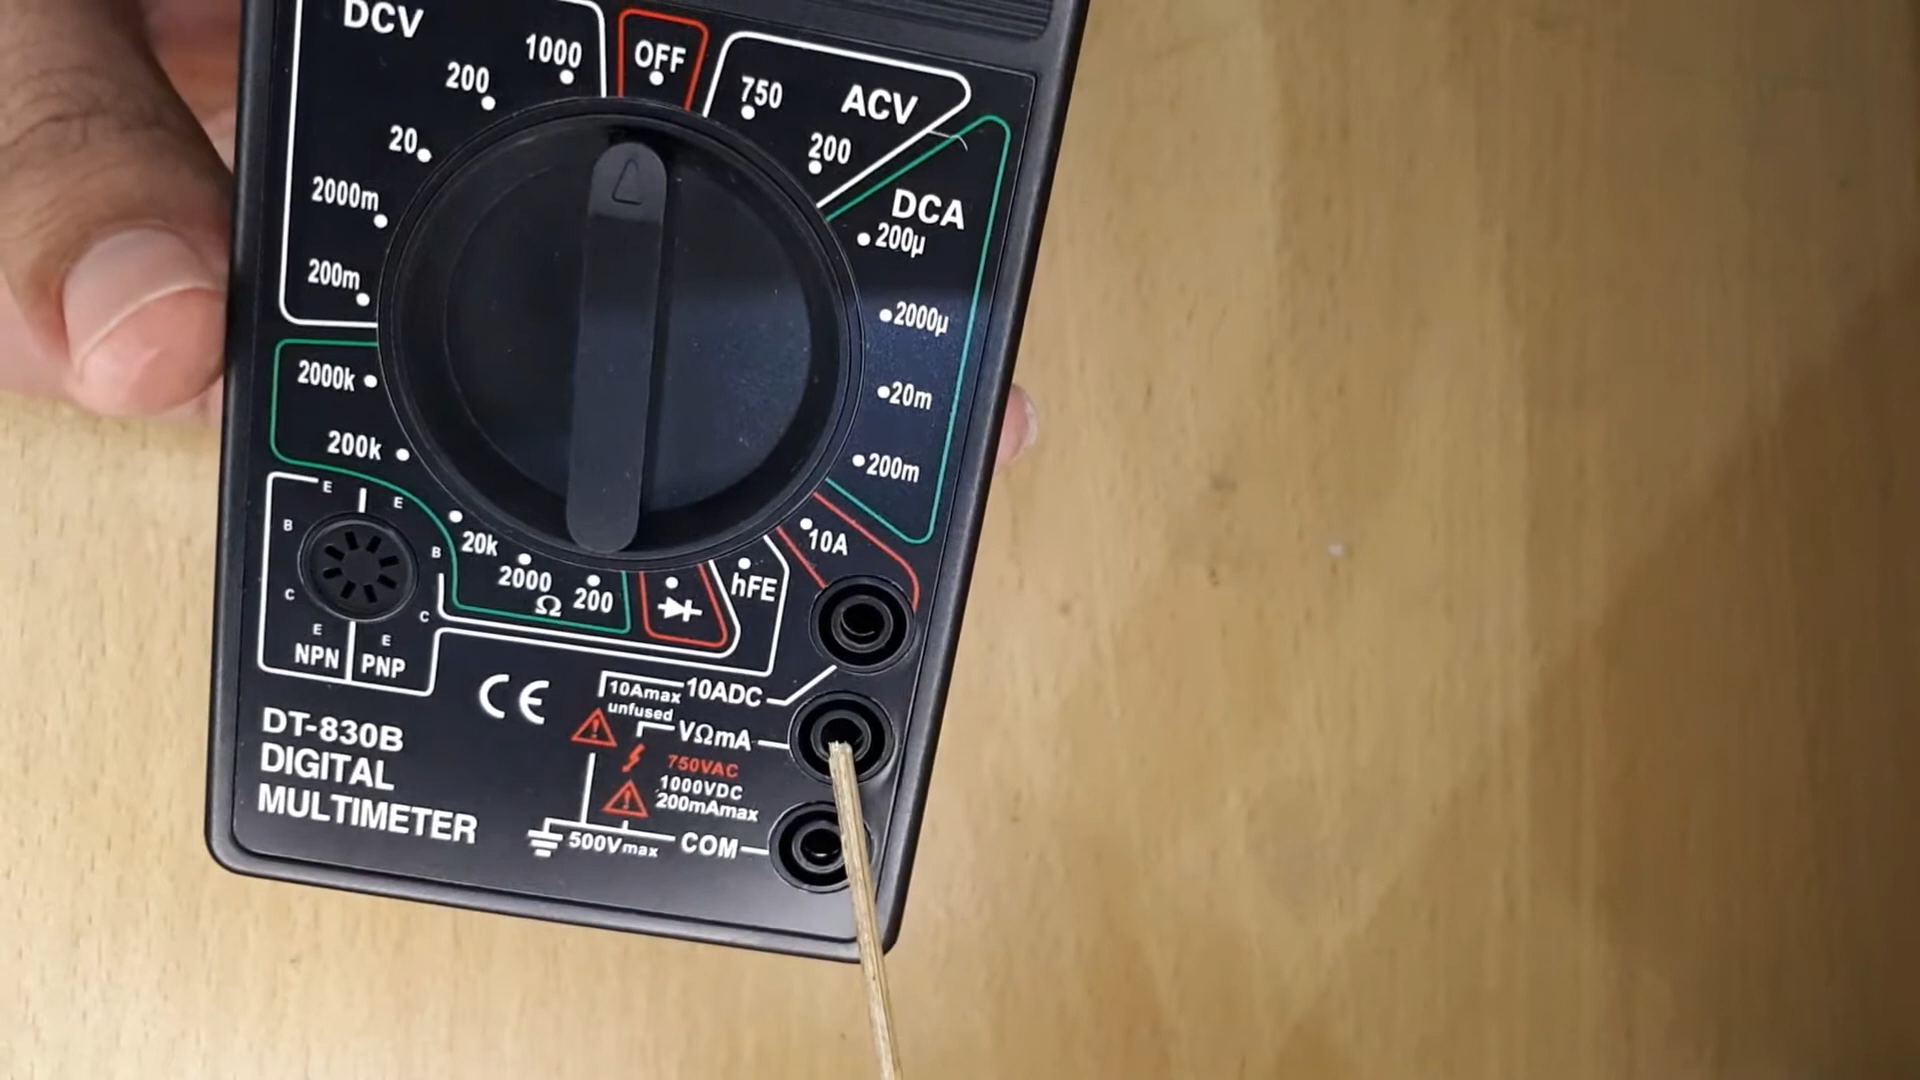 DCV
1000
200
20
2000m
200m
OFF
750
ACV
200
DCA
200µ
2000µ
20m
200m
10A
2000k
200k
20k
2000
Ω
200
hFE
E
E
B
B
C
C
E
E
NPN
PNP
CE
10Amax
unfused
10ADC
VΩmA
750VAC
1000VDC
200mAmax
500Vmax
COM
DT-830B
DIGITAL
MULTIMETER